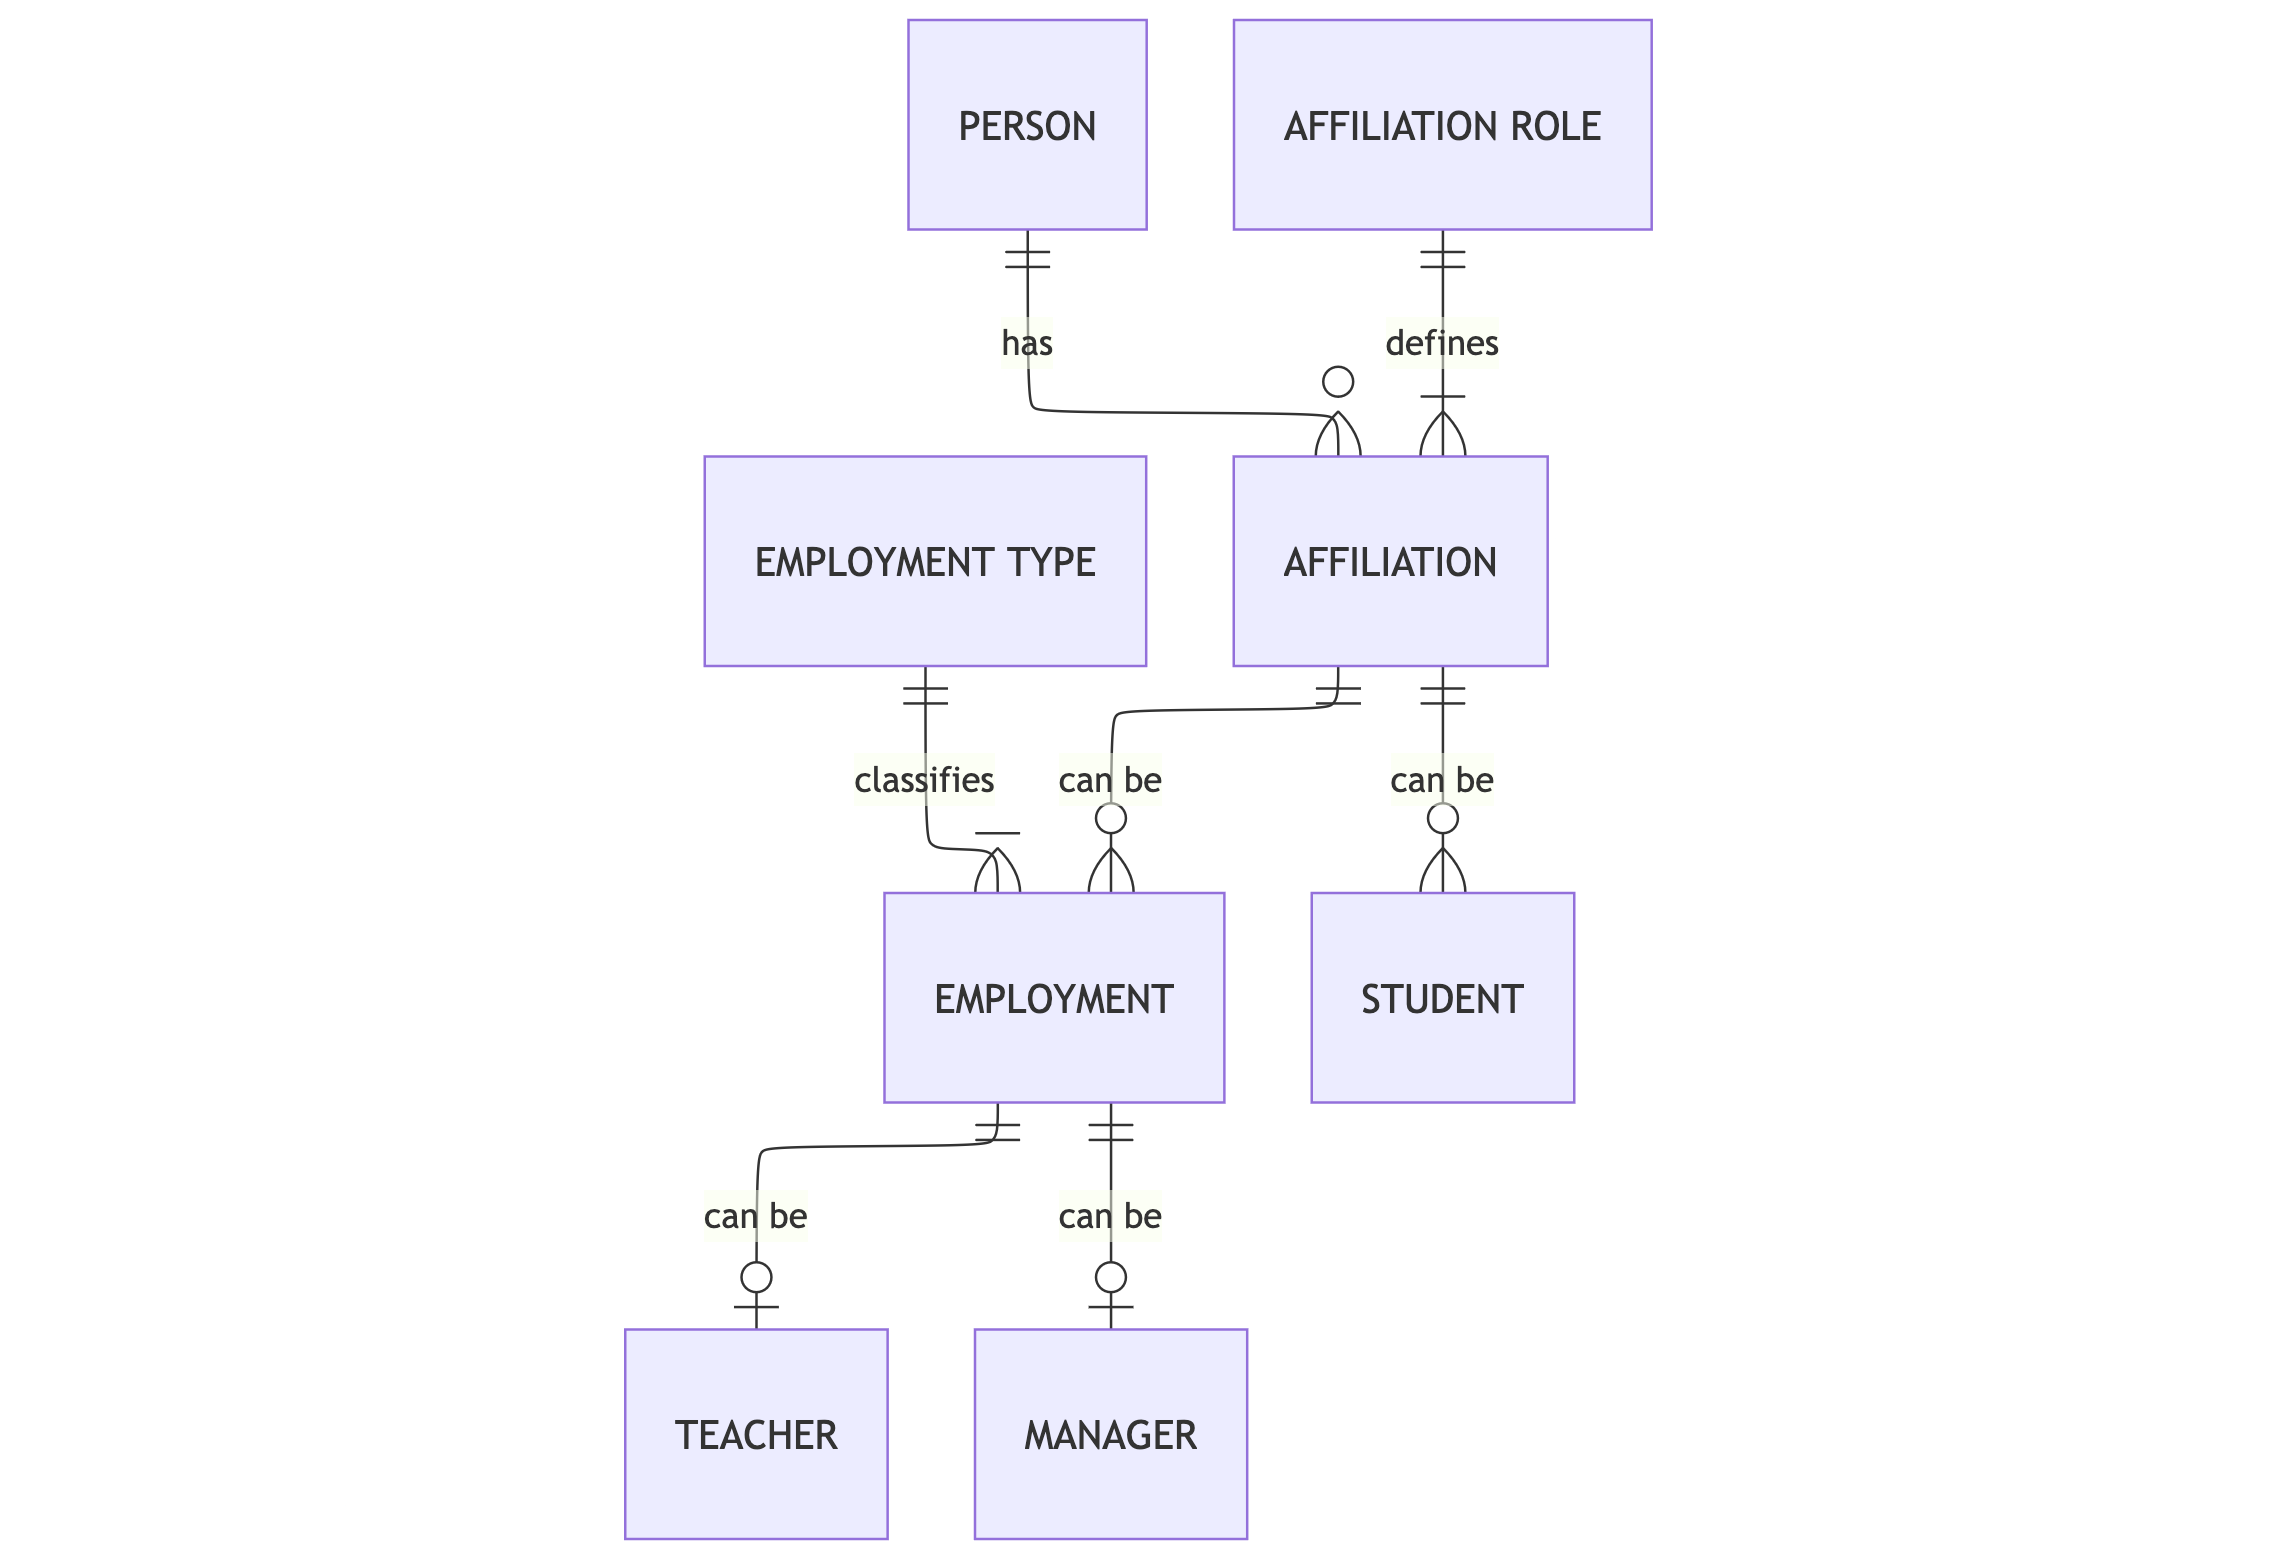 PERSON
AFFILIATION ROLE
has
defines
EMPLOYMENT TYPE
AFFILIATION
classifies
can be
can be
EMPLOYMENT
STUDENT
can be
can be
TEACHER
MANAGER